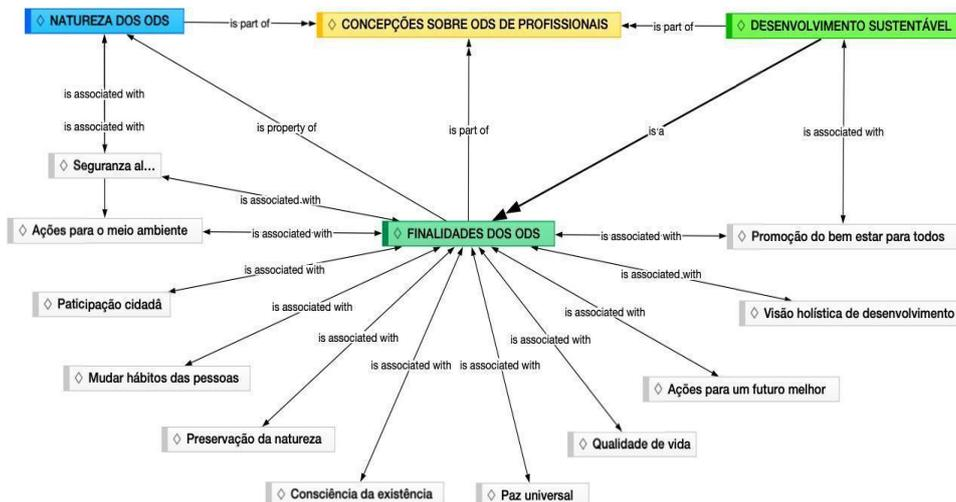 NATUREZA DOS ODS
is part of
CONCEPÇÕES SOBRE ODS DE PROFISSIONAIS
is part of
DESENVOLVIMENTO SUSTENTÁVEL
is associated with
is associated with
is property of
is part of
is a
is associated with
Seguranza al...
is associated with
Ações para o meio ambiente
is associated with
FINALIDADES DOS ODS
is associated with
Promoção do bem estar para todos
is associated with
is associated with
Paticipação cidadâ
is associated with
is associated with
Visão holística de desenvolvimento
is associated with
is associated with
is associated with
is associated with
Mudar hábitos das pessoas
Ações para um futuro melhor
Preservação da natureza
Qualidade de vida
Consciência da existência
Paz universal